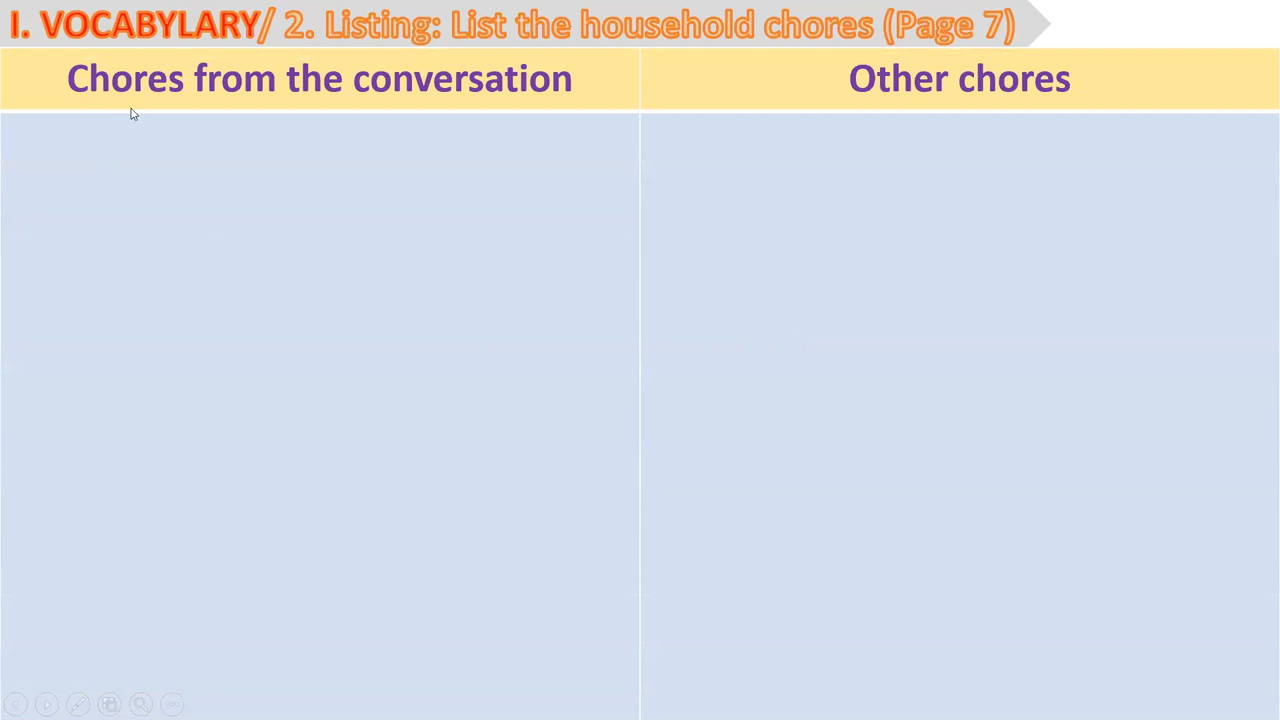 I. VOCABYLARY/ 2. Listing: List the household chores (Page 7)
Chores from the conversation
Other chores